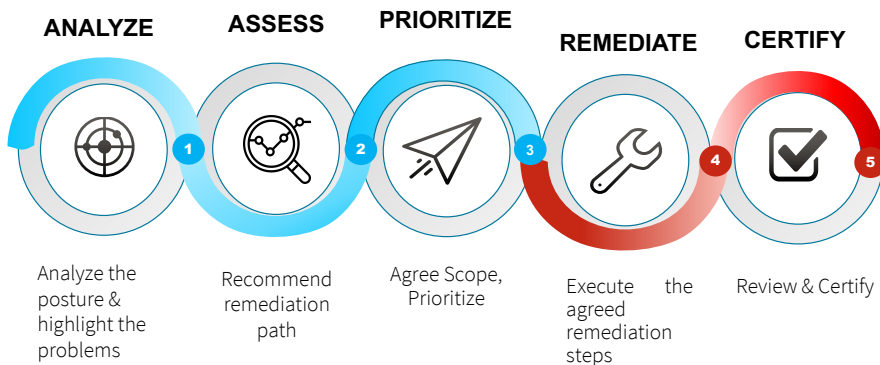 ANALYZE
ASSESS
PRIORITIZE
REMEDIATE
CERTIFY
1
2
3
4
5
Analyze the
posture &
highlight the
problems
Recommend
remediation
path
Agree Scope,
Prioritize
Execute the
agreed
remediation
steps
Review & Certify